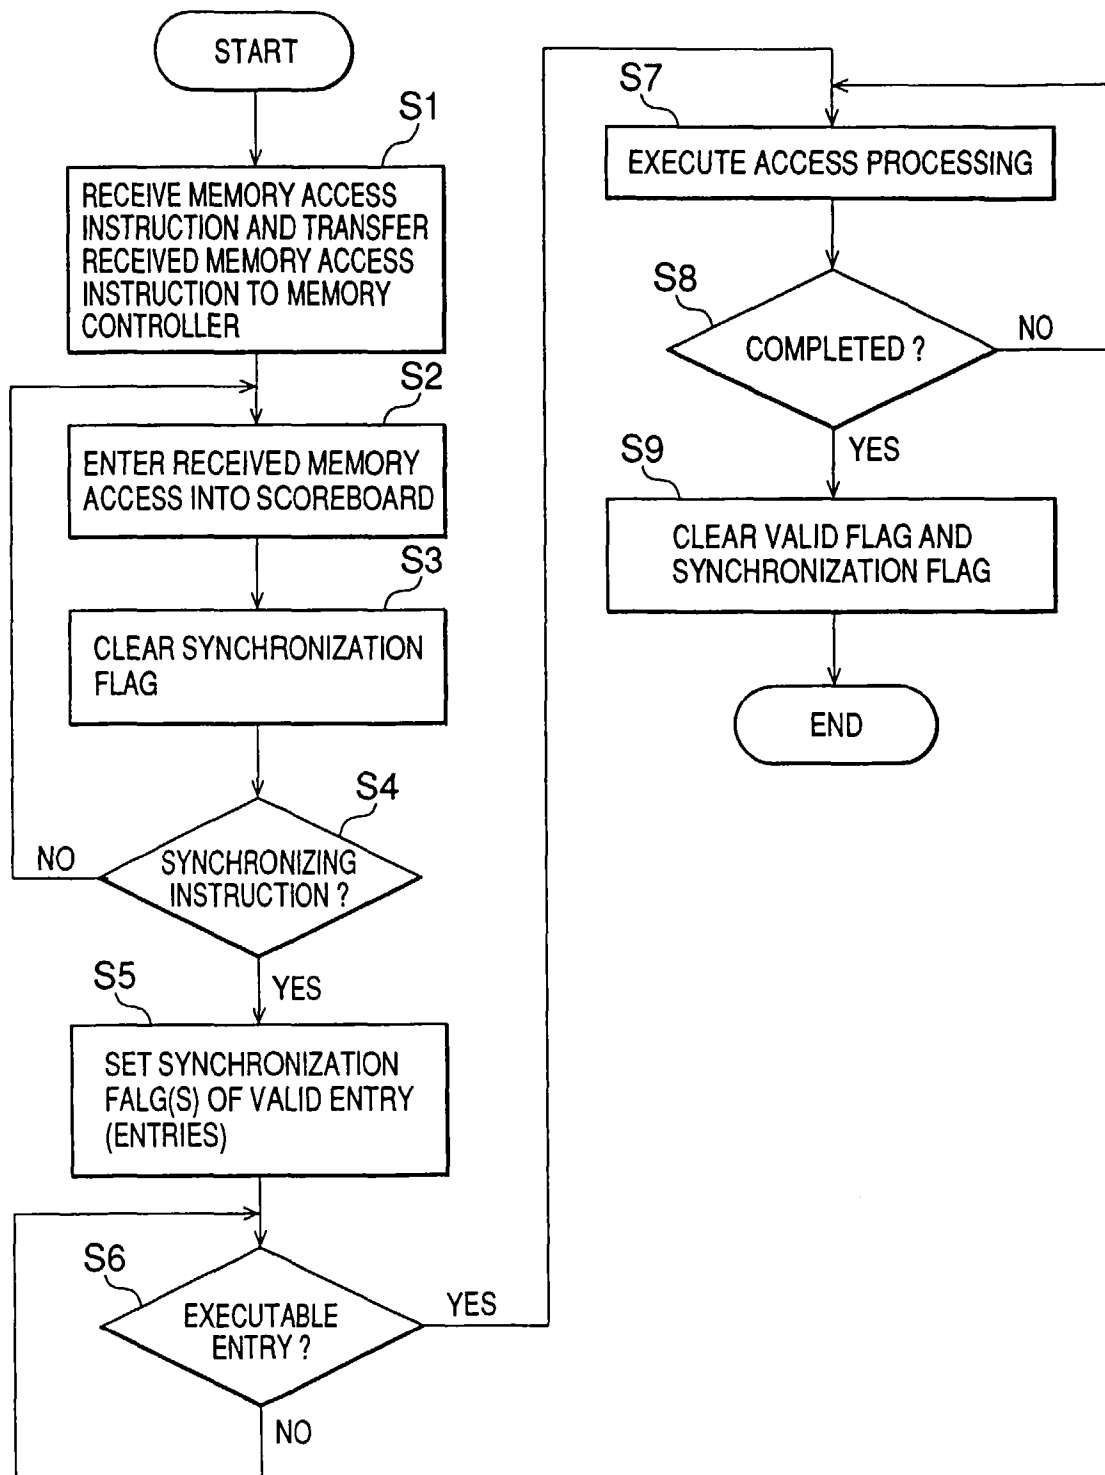 START
S1
RECEIVE MEMORY ACCESS
INSTRUCTION AND TRANSFER
RECEIVED MEMORY ACCESS
INSTRUCTION TO MEMORY
CONTROLLER
S2
ENTER RECEIVED MEMORY
ACCESS INTO SCOREBOARD
S3
CLEAR SYNCHRONIZATION
FLAG
S4
SYNCHRONIZING
INSTRUCTION ?
NO
YES
S5
SET SYNCHRONIZATION
FALG(S) OF VALID ENTRY
(ENTRIES)
S6
EXECUTABLE
ENTRY ?
YES
NO
S7
EXECUTE ACCESS PROCESSING
S8
COMPLETED ?
NO
YES
S9
CLEAR VALID FLAG AND
SYNCHRONIZATION FLAG
END